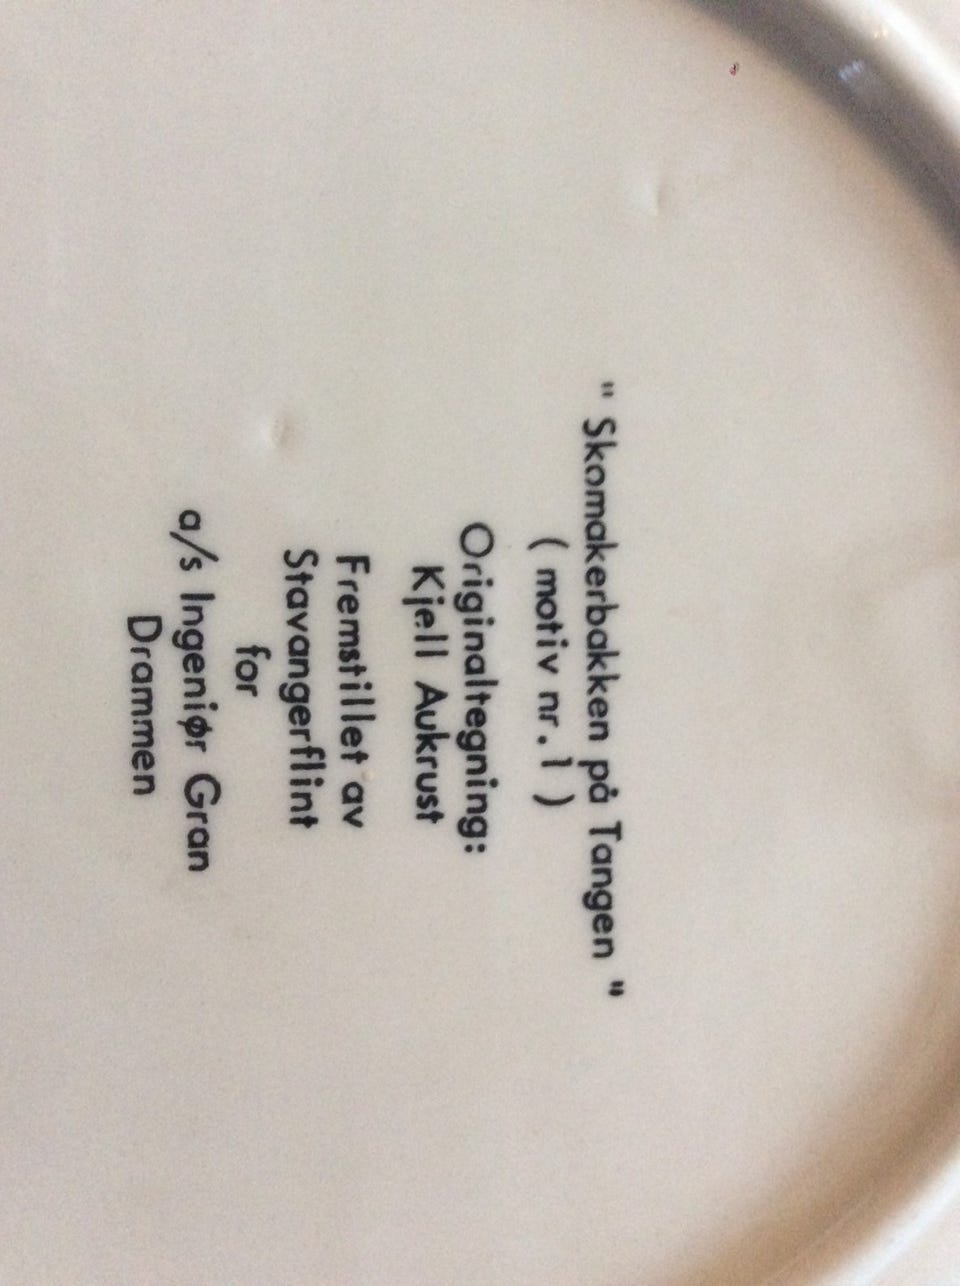 " Skomakerbakken på Tangen "
( motiv nr. 1 )
Originaltegning:
Kjell Aukrust
Fremstillet av
Stavangerflint
for
a/s Ingeniør Gran
Drammen